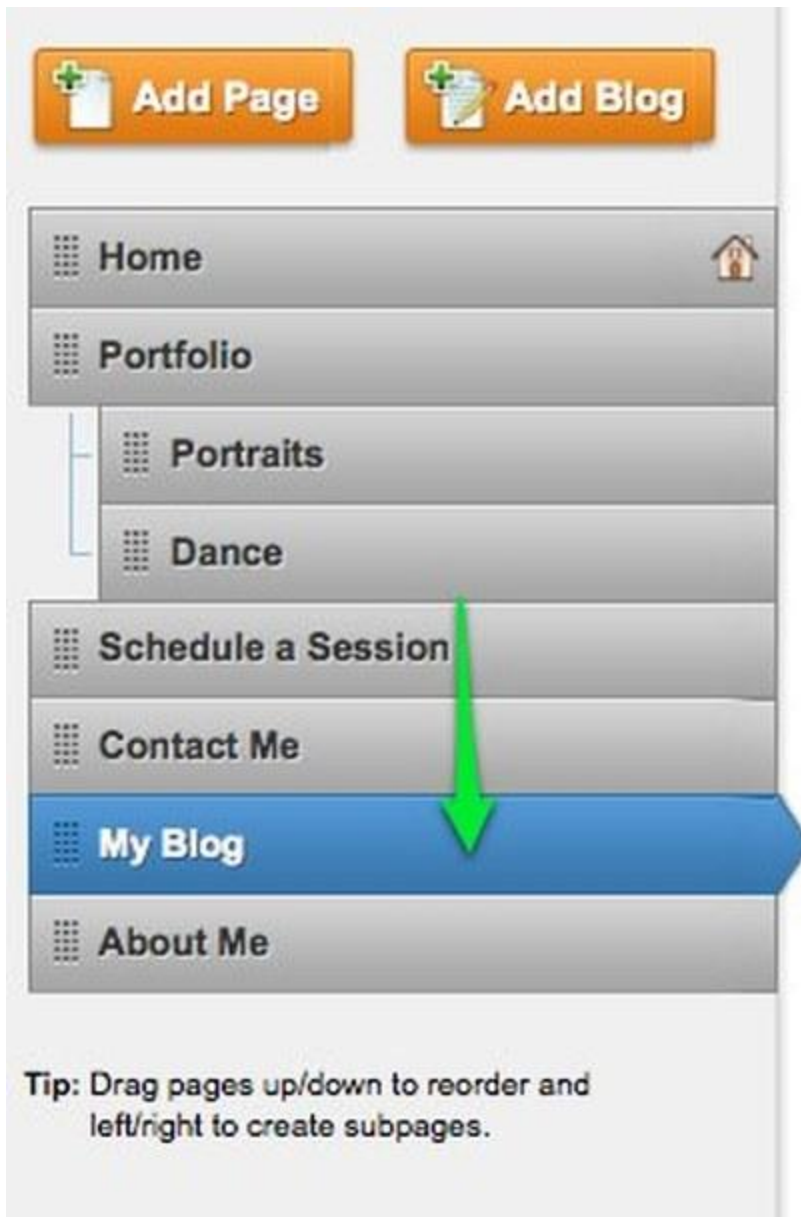 Add Page
Add Blog
Home
Portfolio
Portraits
Dance
Schedule a Session
Contact Me
My Blog
About Me
Tip: Drag pages up/down to reorder and
left/right to create subpages.